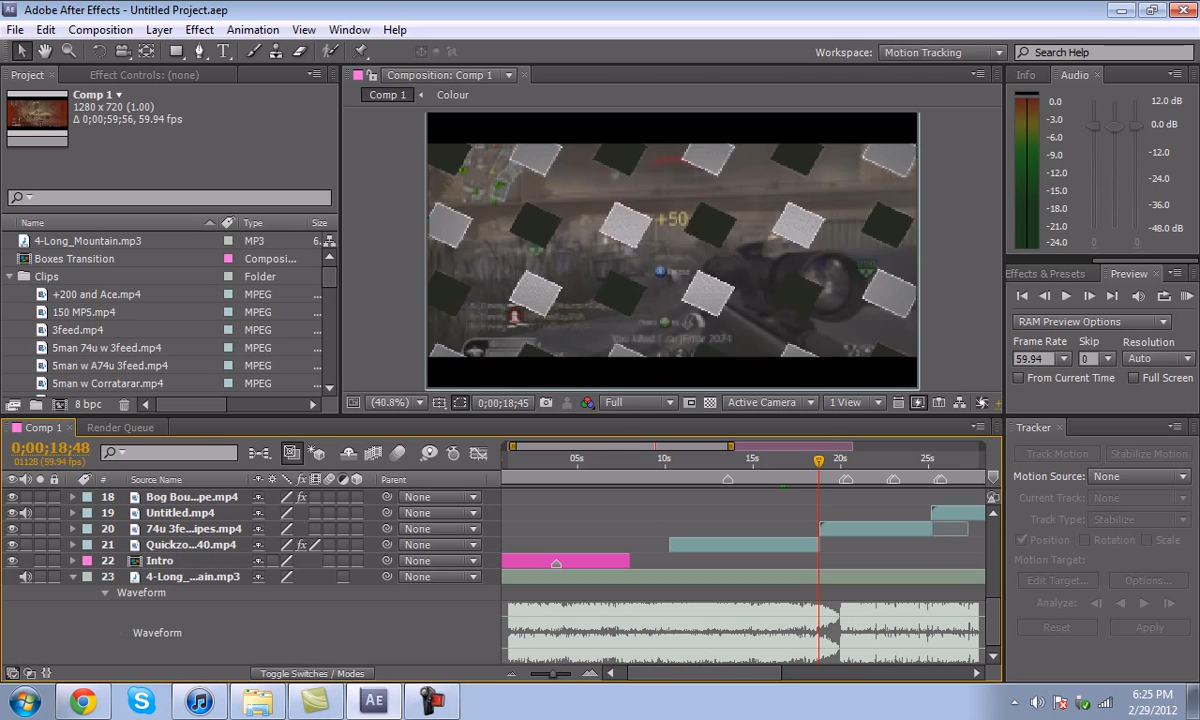 Adobe After Effects - Untitled Project.aep
File Edit Composition Layer Effect Animation View Window Help
Workspace: Motion Tracking Search Help
Project Effect Controls: (none) Composition: Comp 1 Info Audio
Comp 1 Colour
Comp 1
1280 x 720 (1.00)
Δ 0;00;59;56, 59.94 fps
0.0 12.0 dB
-3.0 0.0 dB
-6.0
-9.0 -12.0
-12.0
-15.0 -24.0
-18.0 -36.0
-21.0
-24.0 -48.0 dB
0 0
Name Type Size
4-Long_Mountain.mp3 MP3 6.
Boxes Transition Composi...
Clips Folder
+200 and Ace.mp4 MPEG ...
150 MP5.mp4 MPEG ...
3feed.mp4 MPEG ...
5man 74u w 3feed.mp4 MPEG ...
5man w A74u 3feed.mp4 MPEG ...
5man w Corratarar.mp4 MPEG ...
8 bpc
+50
(40.8%) 0;00;18;45 Full Active Camera 1 View
Effects & Presets Preview
RAM Preview Options
Frame Rate Skip Resolution
59.94 0 Auto
From Current Time Full Screen
Comp 1 Render Queue
0;00;18;48
01128 (59.94 fps)
05s 10s 15s 20s 25s
# Source Name Parent
18 Bog Bou...pe.mp4 None
19 Untitled.mp4 None
20 74u 3fe...ipes.mp4 None
21 Quickzo...40.mp4 None
22 Intro None
23 4-Long_...ain.mp3 None
Waveform
Waveform
Toggle Switches / Modes
Tracker
Track Motion Stabilize Motion
Motion Source: None
Current Track: None
Track Type: Stabilize
Position Rotation Scale
Motion Target:
Edit Target... Options...
Analyze:
Reset Apply
Ae
6:25 PM
2/29/2012